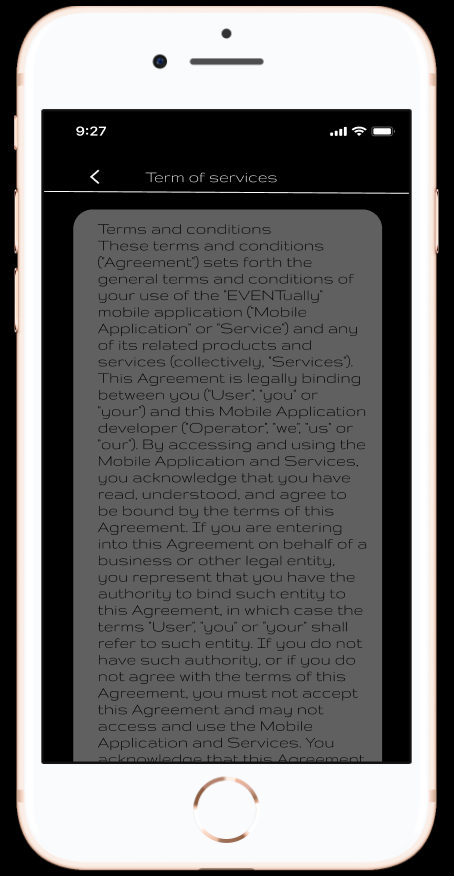 9:27
Term of services
Terms and conditions
These terms and conditions
("Agreement") sets forth the
general terms and conditions of
your use of the "EVENTually"
mobile application ("Mobile
Application" or "Service") and any
of its related products and
services (collectively, "Services").
This Agreement is legally binding
between you ("User", "you" or
"your") and this Mobile Application
developer ("Operator", "we", "us" or
"our"). By accessing and using the
Mobile Application and Services,
you acknowledge that you have
read, understood, and agree to
be bound by the terms of this
Agreement. If you are entering
into this Agreement on behalf of a
business or other legal entity,
you represent that you have the
authority to bind such entity to
this Agreement, in which case the
terms "User", "you" or "your" shall
refer to such entity. If you do not
have such authority, or if you do
not agree with the terms of this
Agreement, you must not accept
this Agreement and may not
access and use the Mobile
Application and Services. You
acknowledge that this Agreement